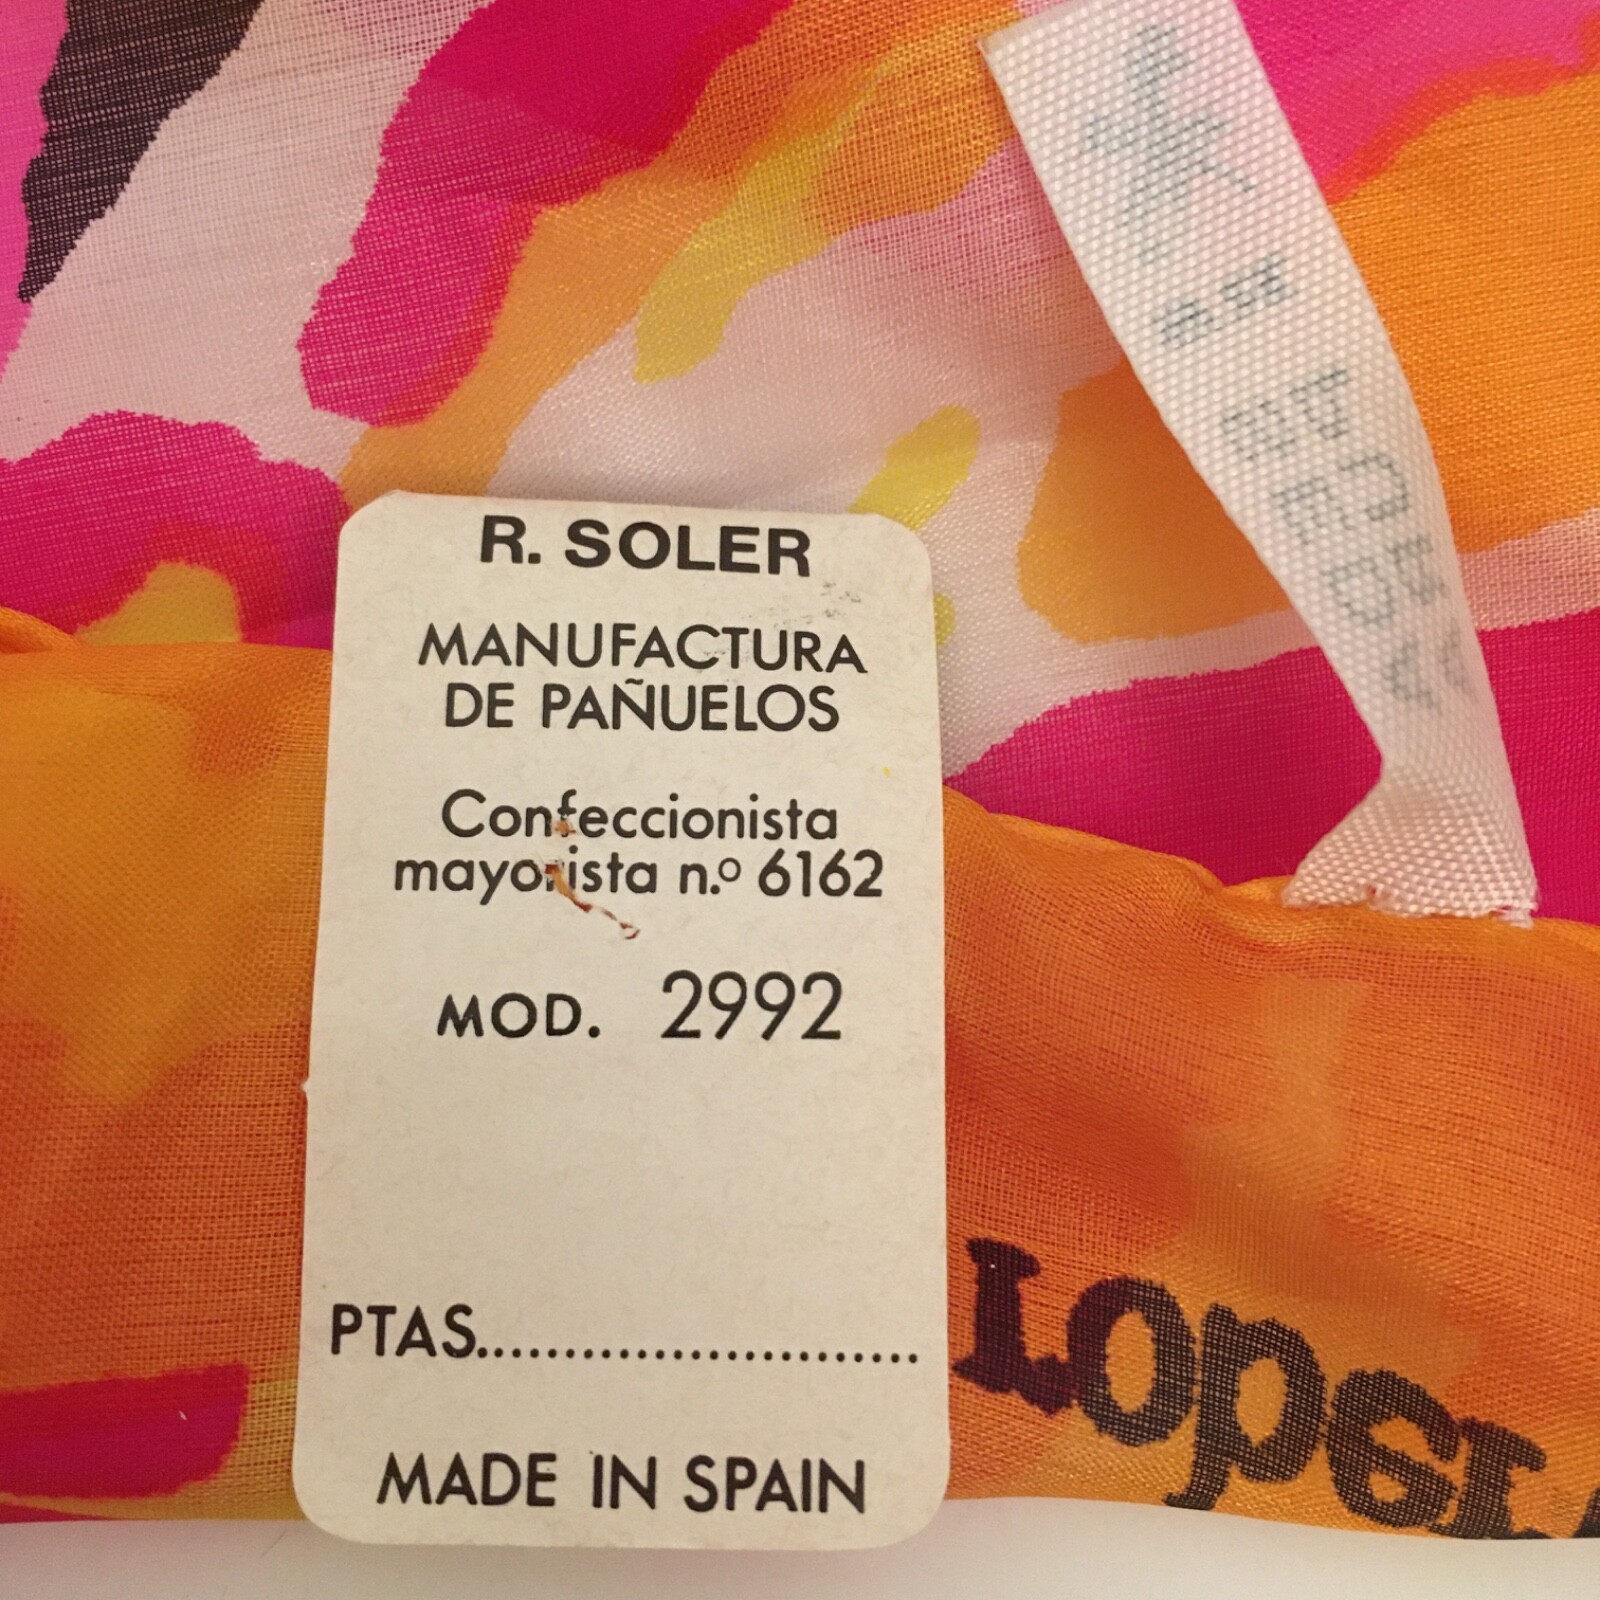 R. SOLER
MANUFACTURA
DE PAÑUELOS
Confeccionista
mayorista n.º 6162
MOD. 2992
PTAS..........................
MADE IN SPAIN